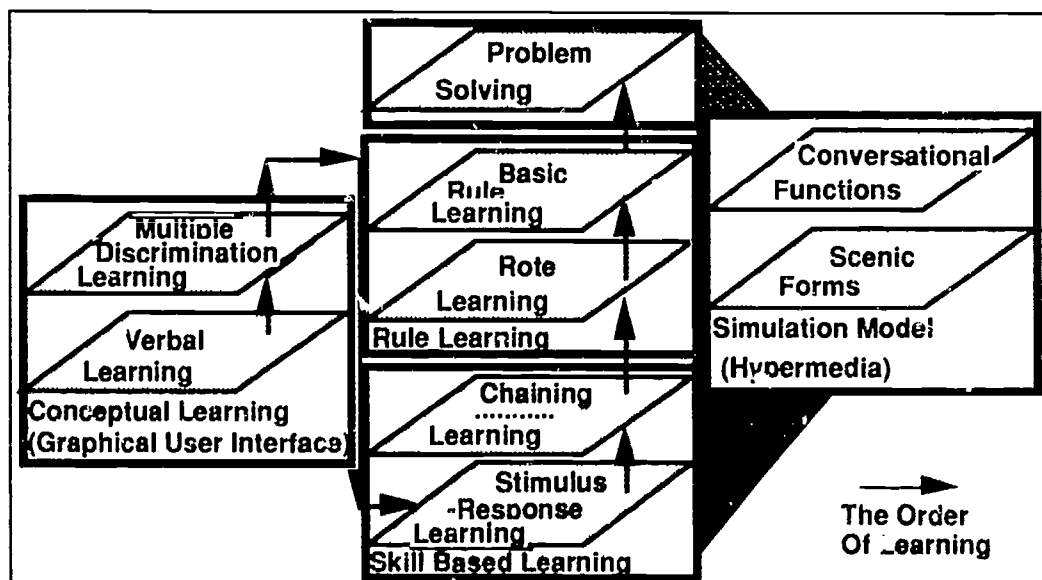 Problem
Solving
Basic
Rule
Learning
Rote
Learning
Rule Learning
Multiple
Discrimination
Learning
Verbal
Learning
Conceptual Learning
(Graphical User Interface)
Chaining
Learning
Stimulus
-Response
Learning
Skill Based Learning
Conversational
Functions
Scenic
Forms
Simulation Model
(Hypermedia)
The Order
Of Learning